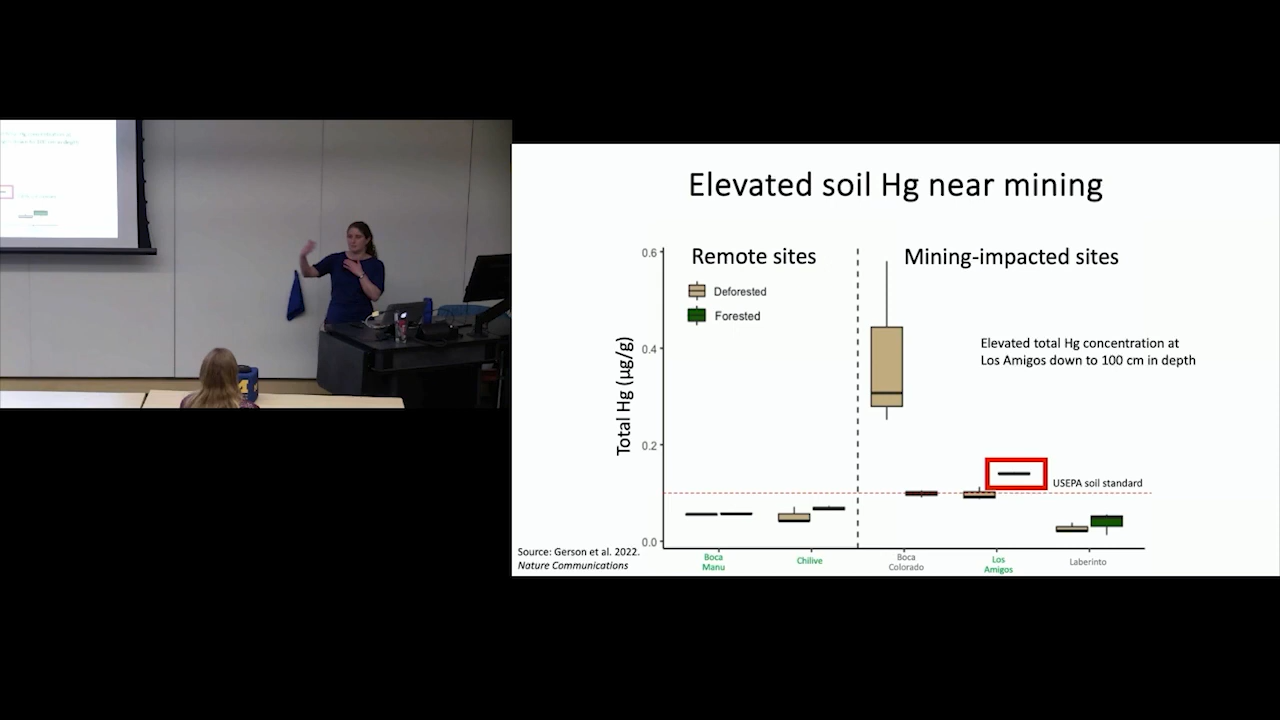 Elevated soil Hg near mining
Remote sites
Mining-impacted sites
Deforested
Forested
Elevated total Hg concentration at
Los Amigos down to 100 cm in depth
Total Hg (µg/g)
0.6
0.4
0.2
0.0
USEPA soil standard
Boca
Manu
Chilive
Boca
Colorado
Los
Amigos
Laberinto
Source: Gerson et al. 2022.
Nature Communications
M